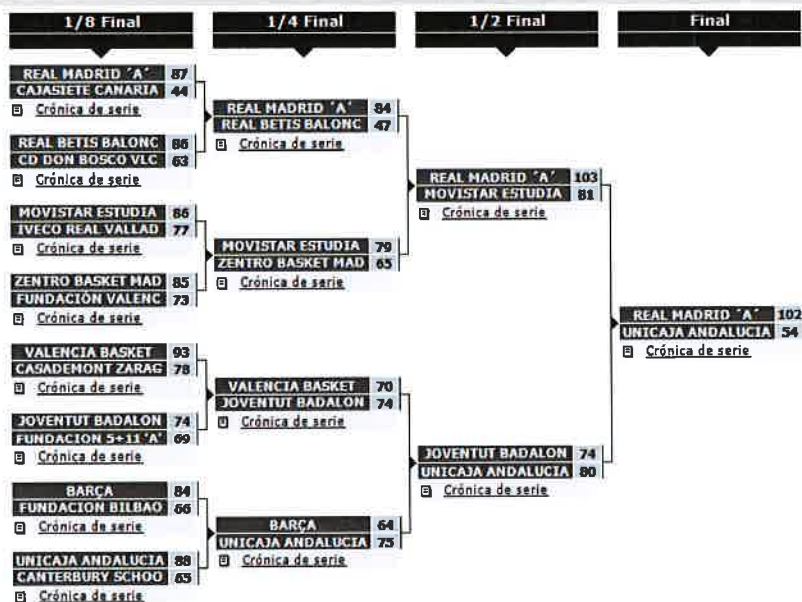 1/8 Final
REAL MADRID ´A´ 87
CAJASIETE CANARIA 44
Crónica de serie
REAL BETIS BALONC 86
CD DON BOSCO VLC 63
Crónica de serie
MOVISTAR ESTUDIA 86
IVECO REAL VALLAD 77
Crónica de serie
ZENTRO BASKET MAD 85
FUNDACIÓN VALENC 73
Crónica de serie
VALENCIA BASKET 93
CASADEMONT ZARAG 78
Crónica de serie
JOVENTUT BADALON 74
FUNDACION 5+11 ´A´ 69
Crónica de serie
BARÇA 84
FUNDACION BILBAO 66
Crónica de serie
UNICAJA ANDALUCIA 88
CANTERBURY SCHOO 63
Crónica de serie
1/4 Final
REAL MADRID ´A´ 84
REAL BETIS BALONC 47
Crónica de serie
MOVISTAR ESTUDIA 79
ZENTRO BASKET MAD 65
Crónica de serie
VALENCIA BASKET 70
JOVENTUT BADALON 74
Crónica de serie
BARÇA 64
UNICAJA ANDALUCIA 75
Crónica de serie
1/2 Final
REAL MADRID ´A´ 103
MOVISTAR ESTUDIA 81
Crónica de serie
JOVENTUT BADALON 74
UNICAJA ANDALUCIA 80
Crónica de serie
Final
REAL MADRID ´A´ 102
UNICAJA ANDALUCIA 54
Crónica de serie